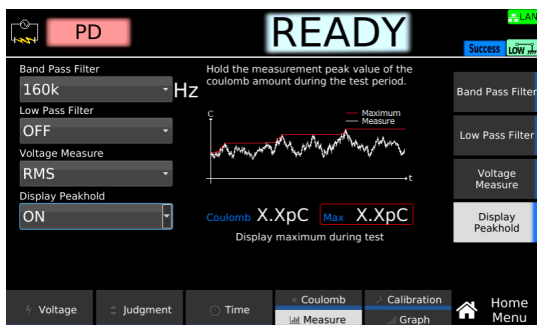 PD
READY
LAN
Success
LOW
Band Pass Filter
160k
Hz
Low Pass Filter
OFF
Voltage Measure
RMS
Display Peakhold
ON
Hold the measurement peak value of the
coulomb amount during the test period.
C
Maximum
Measure
t
Coulomb X.XpC Max X.XpC
Display maximum during test
Band Pass Filter
Low Pass Filter
Voltage
Measure
Display
Peakhold
Voltage
Judgment
Time
Coulomb
Measure
Calibration
Graph
Home
Menu